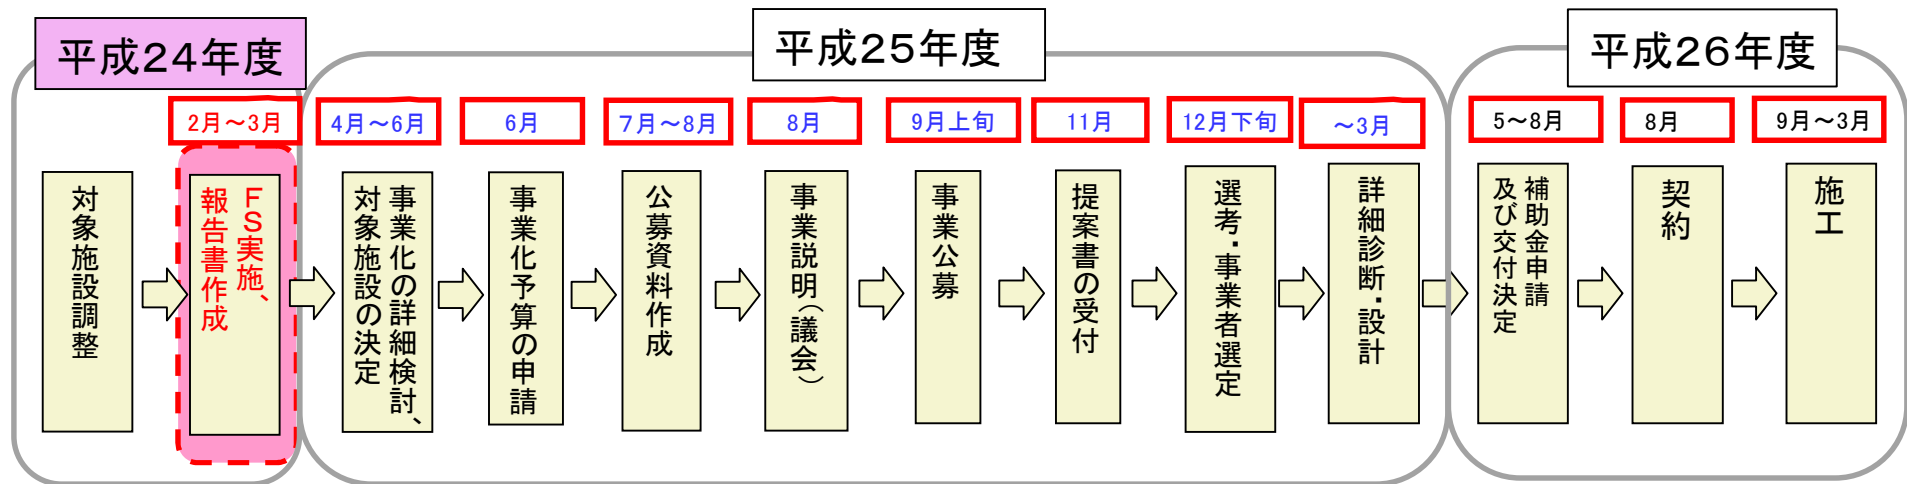 平成24年度
平成25年度
平成26年度
2月～3月
4月～6月
6月
7月～8月
8月
9月上旬
11月
12月下旬
～3月
5～8月
8月
9月～3月
対象施設調整
FS実施、
報告書作成
事業化の詳細検討、
対象施設の決定
事業化予算の申請
公募資料作成
事業説明（議会）
事業公募
提案書の受付
選考・事業者選定
詳細診断・設計
補助金申請
及び交付決定
契約
施工